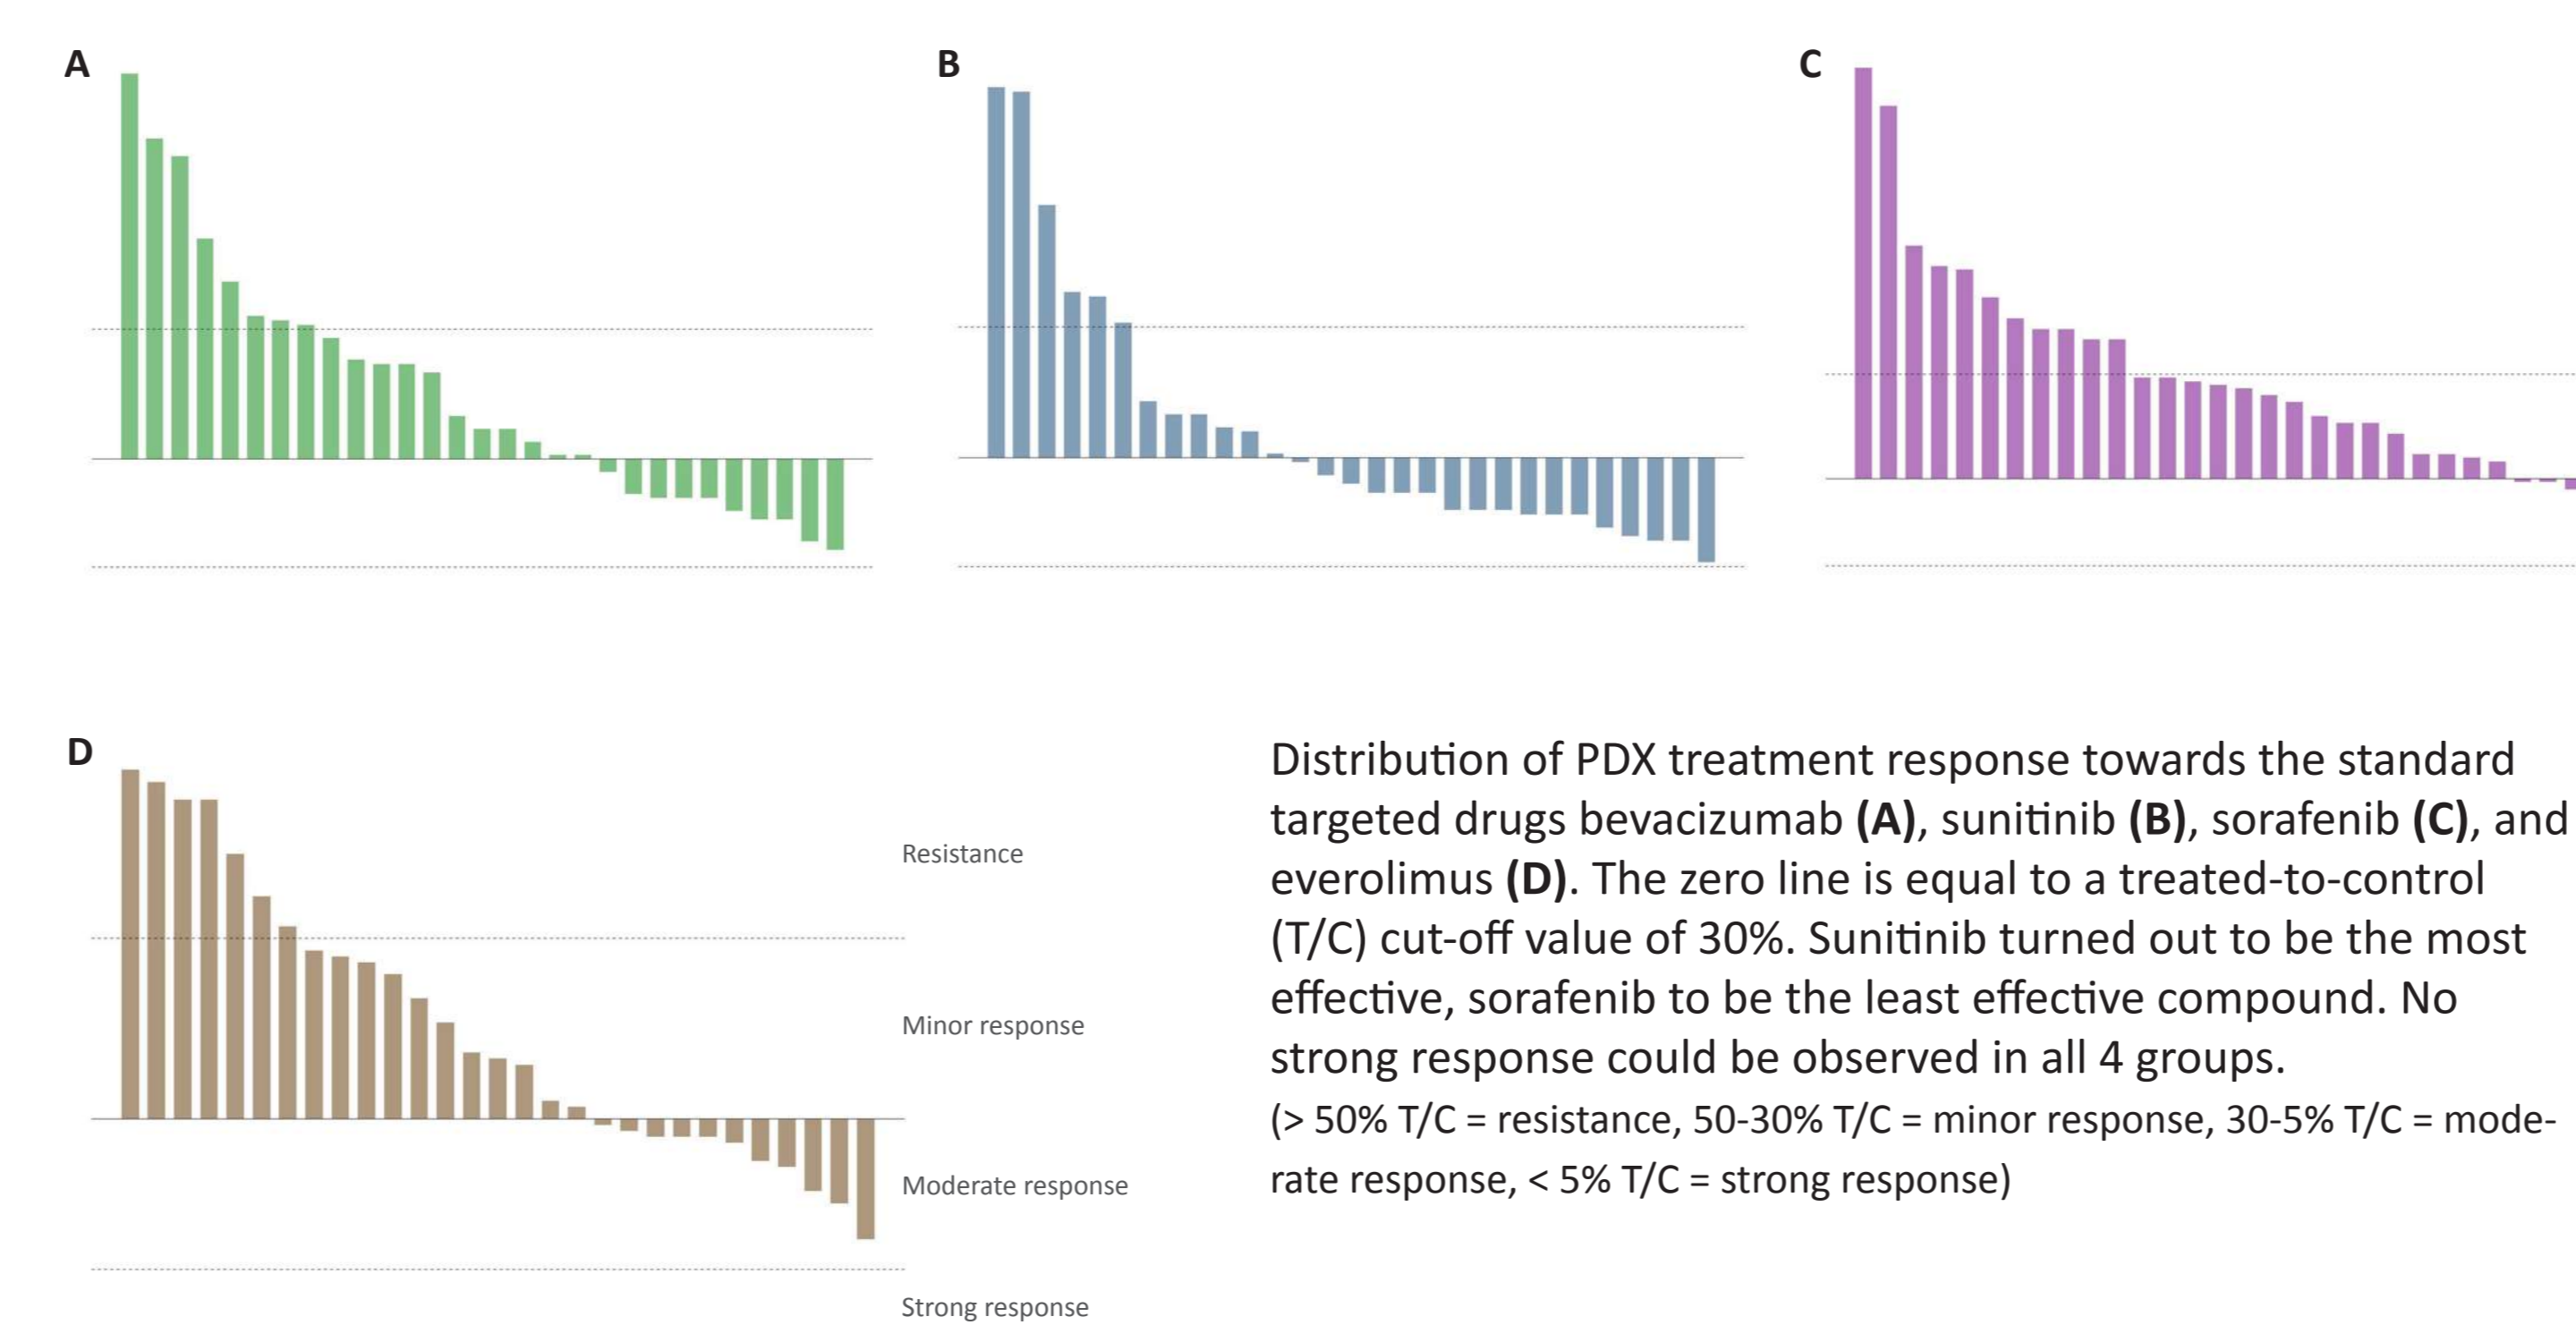 A
B
C
D
Resistance
Minor response
Moderate response
Strong response
Distribution of PDX treatment response towards the standard
targeted drugs bevacizumab (A), sunitinib (B), sorafenib (C), and
everolimus (D). The zero line is equal to a treated-to-control
(T/C) cut-off value of 30%. Sunitinib turned out to be the most
effective, sorafenib to be the least effective compound. No
strong response could be observed in all 4 groups.
(> 50% T/C = resistance, 50-30% T/C = minor response, 30-5% T/C = mode-
rate response, < 5% T/C = strong response)